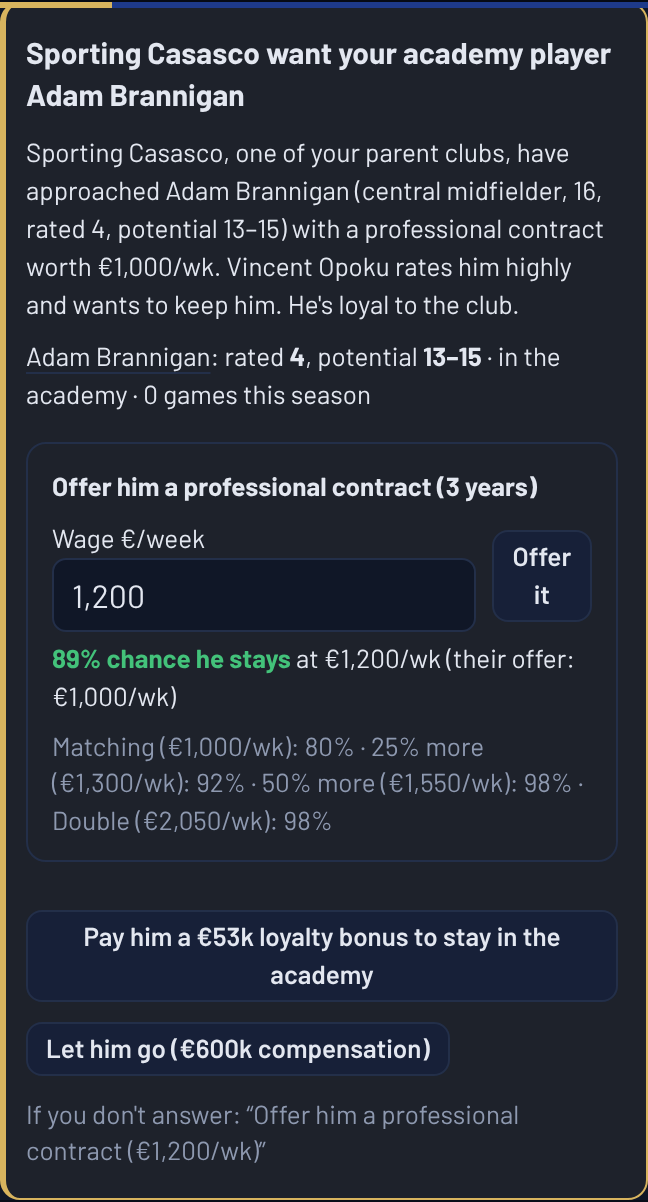 Sporting Casasco want your academy player
Adam Brannigan
Sporting Casasco, one of your parent clubs, have
approached Adam Brannigan (central midfielder, 16,
rated 4, potential 13–15) with a professional contract
worth €1,000/wk. Vincent Opoku rates him highly
and wants to keep him. He's loyal to the club.
Adam Brannigan: rated 4, potential 13–15 · in the
academy · 0 games this season
Offer him a professional contract (3 years)
Wage €/week
1,200
Offer
it
89% chance he stays at €1,200/wk (their offer:
€1,000/wk)
Matching (€1,000/wk): 80% · 25% more
(€1,300/wk): 92% · 50% more (€1,550/wk): 98% ·
Double (€2,050/wk): 98%
Pay him a €53k loyalty bonus to stay in the
academy
Let him go (€600k compensation)
If you don't answer: “Offer him a professional
contract (€1,200/wk)”